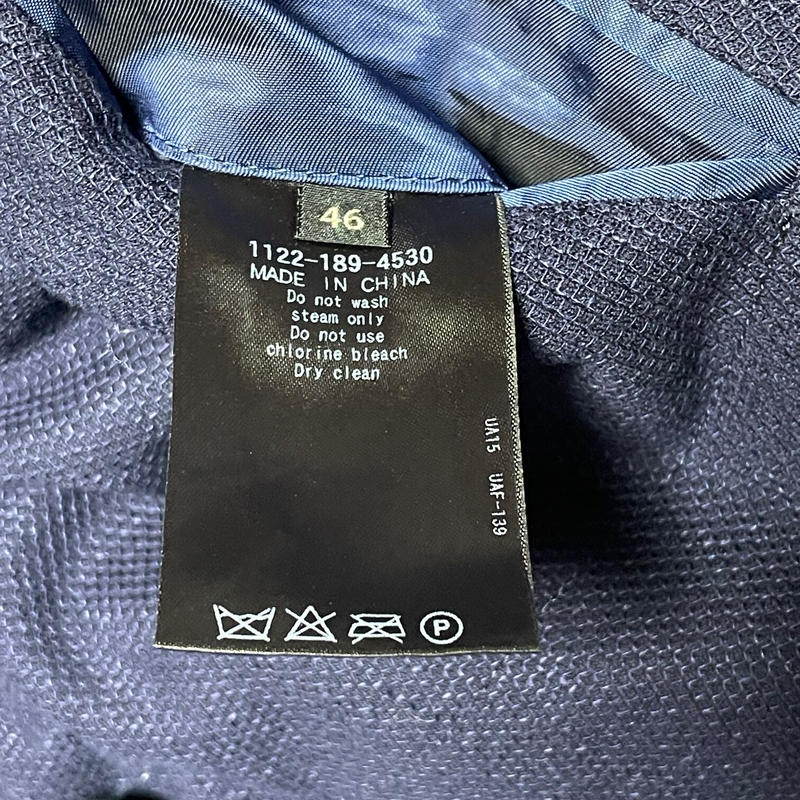 46
1122-189-4530
MADE IN CHINA
Do not wash
steam only
Do not use
chlorine bleach
Dry clean
UA15 UAF-139
P